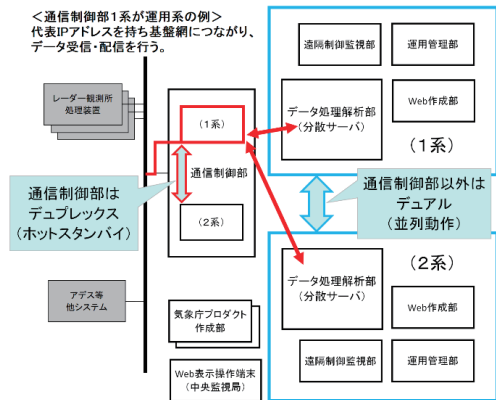 ＜通信制御部1系が運用系の例＞
代表IPアドレスを持ち基盤網につながり、
データ受信・配信を行う。
レーダー観測所
処理装置
（1系）
通信制御部
（2系）
通信制御部は
デュプレックス
（ホットスタンバイ）
アデス等
他システム
気象庁プロダクト
作成部
Web表示操作端末
（中央監視局）
遠隔制御監視部
運用管理部
データ処理解析部
（分散サーバ）
Web作成部
（1系）
通信制御部以外は
デュアル
（並列動作）
データ処理解析部
（分散サーバ）
（2系）
Web作成部
遠隔制御監視部
運用管理部